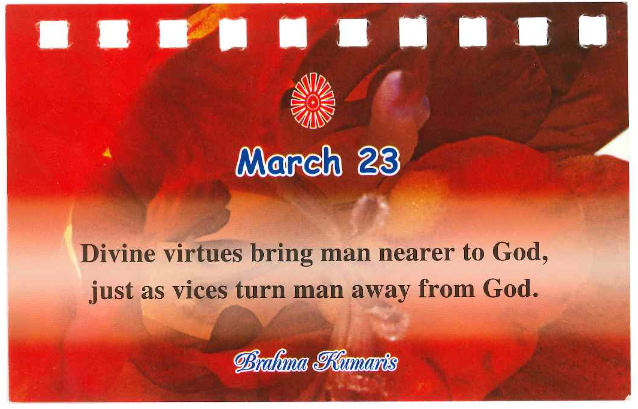 March 23
Divine virtues bring man nearer to God,
just as vices turn man away from God.
Brahma Kumaris